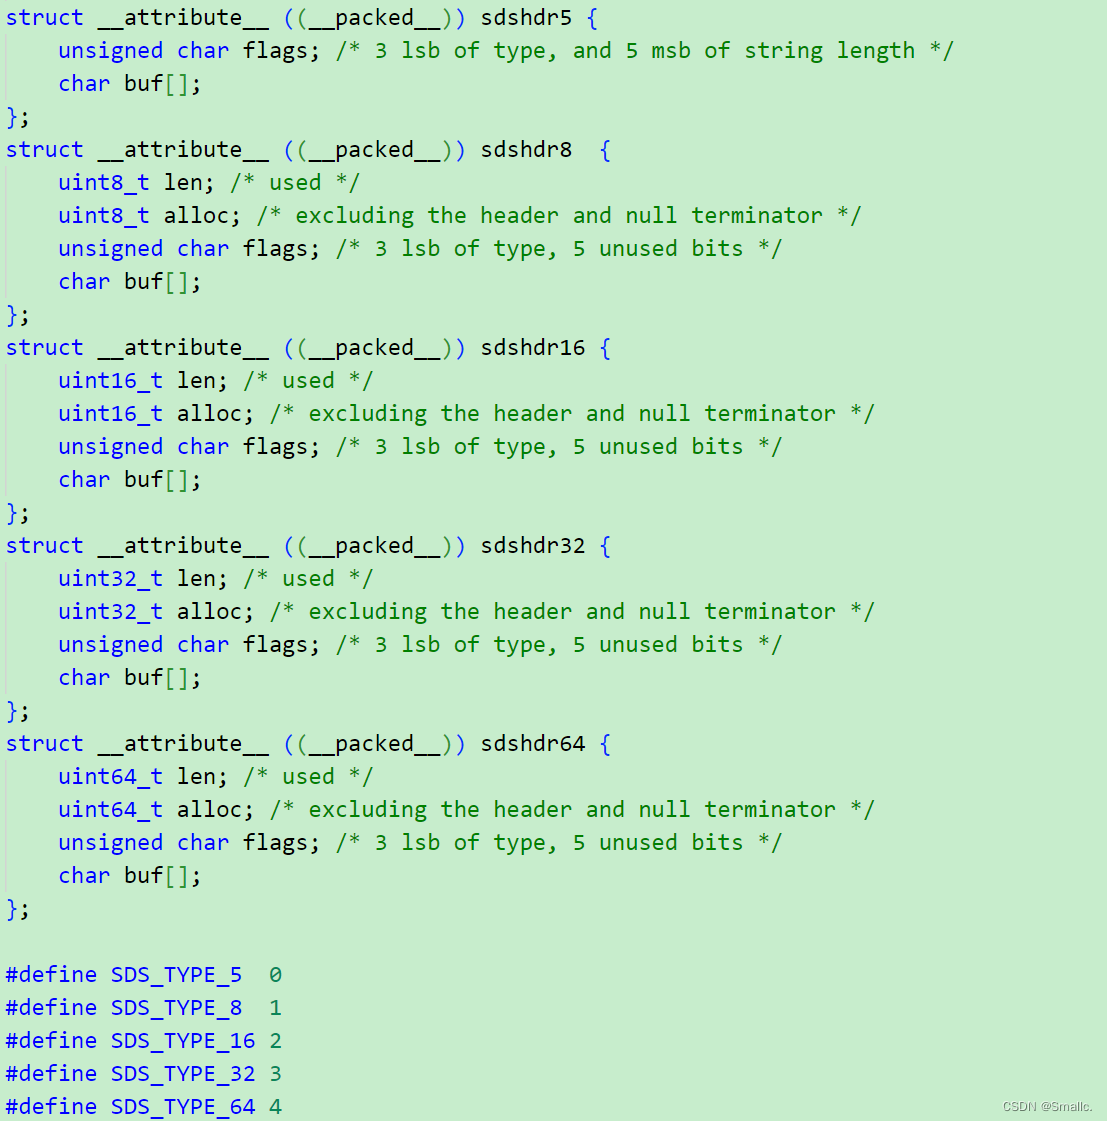 struct __attribute__ ((__packed__)) sdshdr5 {
    unsigned char flags; /* 3 lsb of type, and 5 msb of string length */
    char buf[];
};
struct __attribute__ ((__packed__)) sdshdr8  {
    uint8_t len; /* used */
    uint8_t alloc; /* excluding the header and null terminator */
    unsigned char flags; /* 3 lsb of type, 5 unused bits */
    char buf[];
};
struct __attribute__ ((__packed__)) sdshdr16 {
    uint16_t len; /* used */
    uint16_t alloc; /* excluding the header and null terminator */
    unsigned char flags; /* 3 lsb of type, 5 unused bits */
    char buf[];
};
struct __attribute__ ((__packed__)) sdshdr32 {
    uint32_t len; /* used */
    uint32_t alloc; /* excluding the header and null terminator */
    unsigned char flags; /* 3 lsb of type, 5 unused bits */
    char buf[];
};
struct __attribute__ ((__packed__)) sdshdr64 {
    uint64_t len; /* used */
    uint64_t alloc; /* excluding the header and null terminator */
    unsigned char flags; /* 3 lsb of type, 5 unused bits */
    char buf[];
};

#define SDS_TYPE_5  0
#define SDS_TYPE_8  1
#define SDS_TYPE_16 2
#define SDS_TYPE_32 3
#define SDS_TYPE_64 4
CSDN @Smallc.